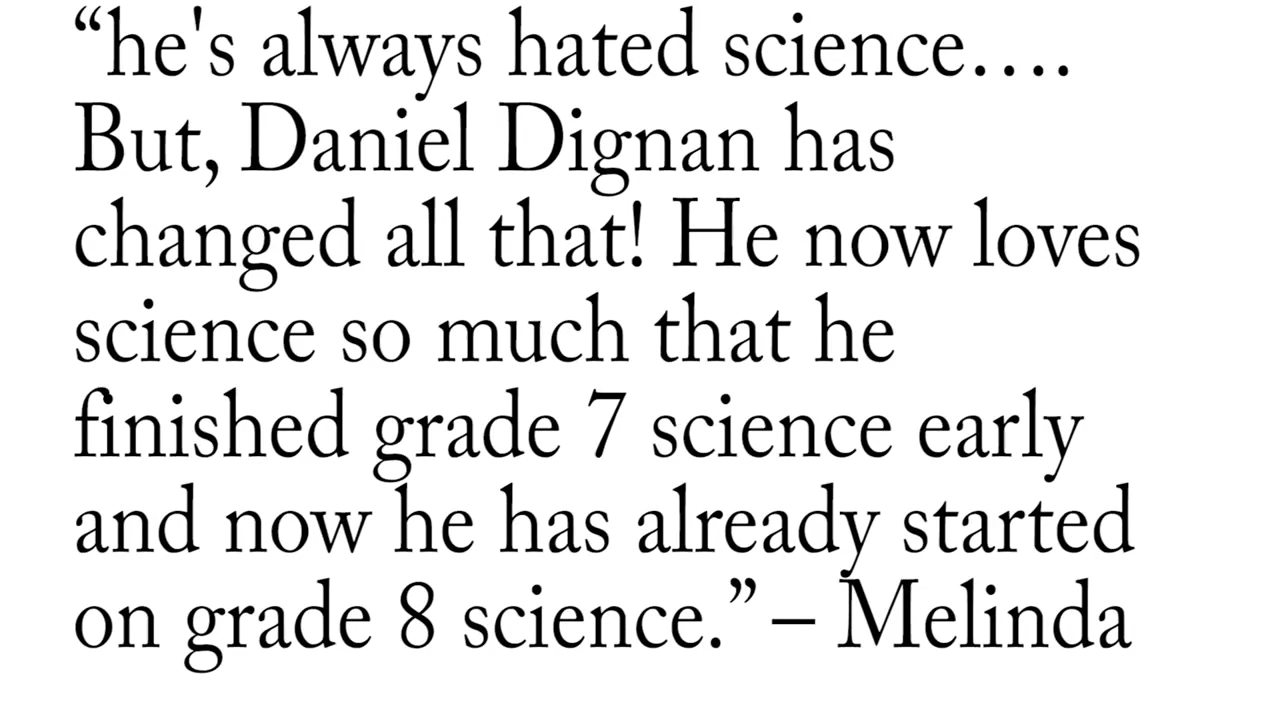 “he's always hated science….
But, Daniel Dignan has
changed all that! He now loves
science so much that he
finished grade 7 science early
and now he has already started
on grade 8 science.” – Melinda